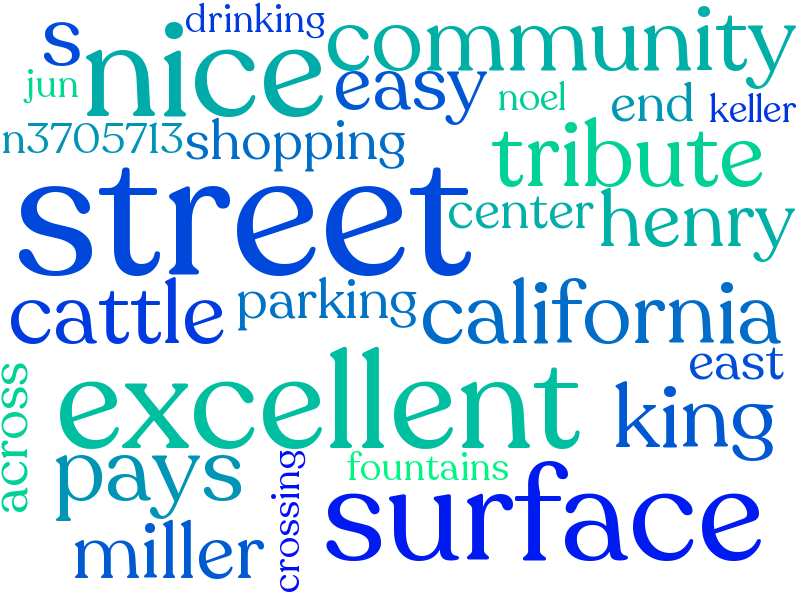 drinking
s nice community
jun easy noel end keller
n3705713 shopping tribute
street center henry
cattle parking california
east
across excellent king
pays crossing fountains
miller surface